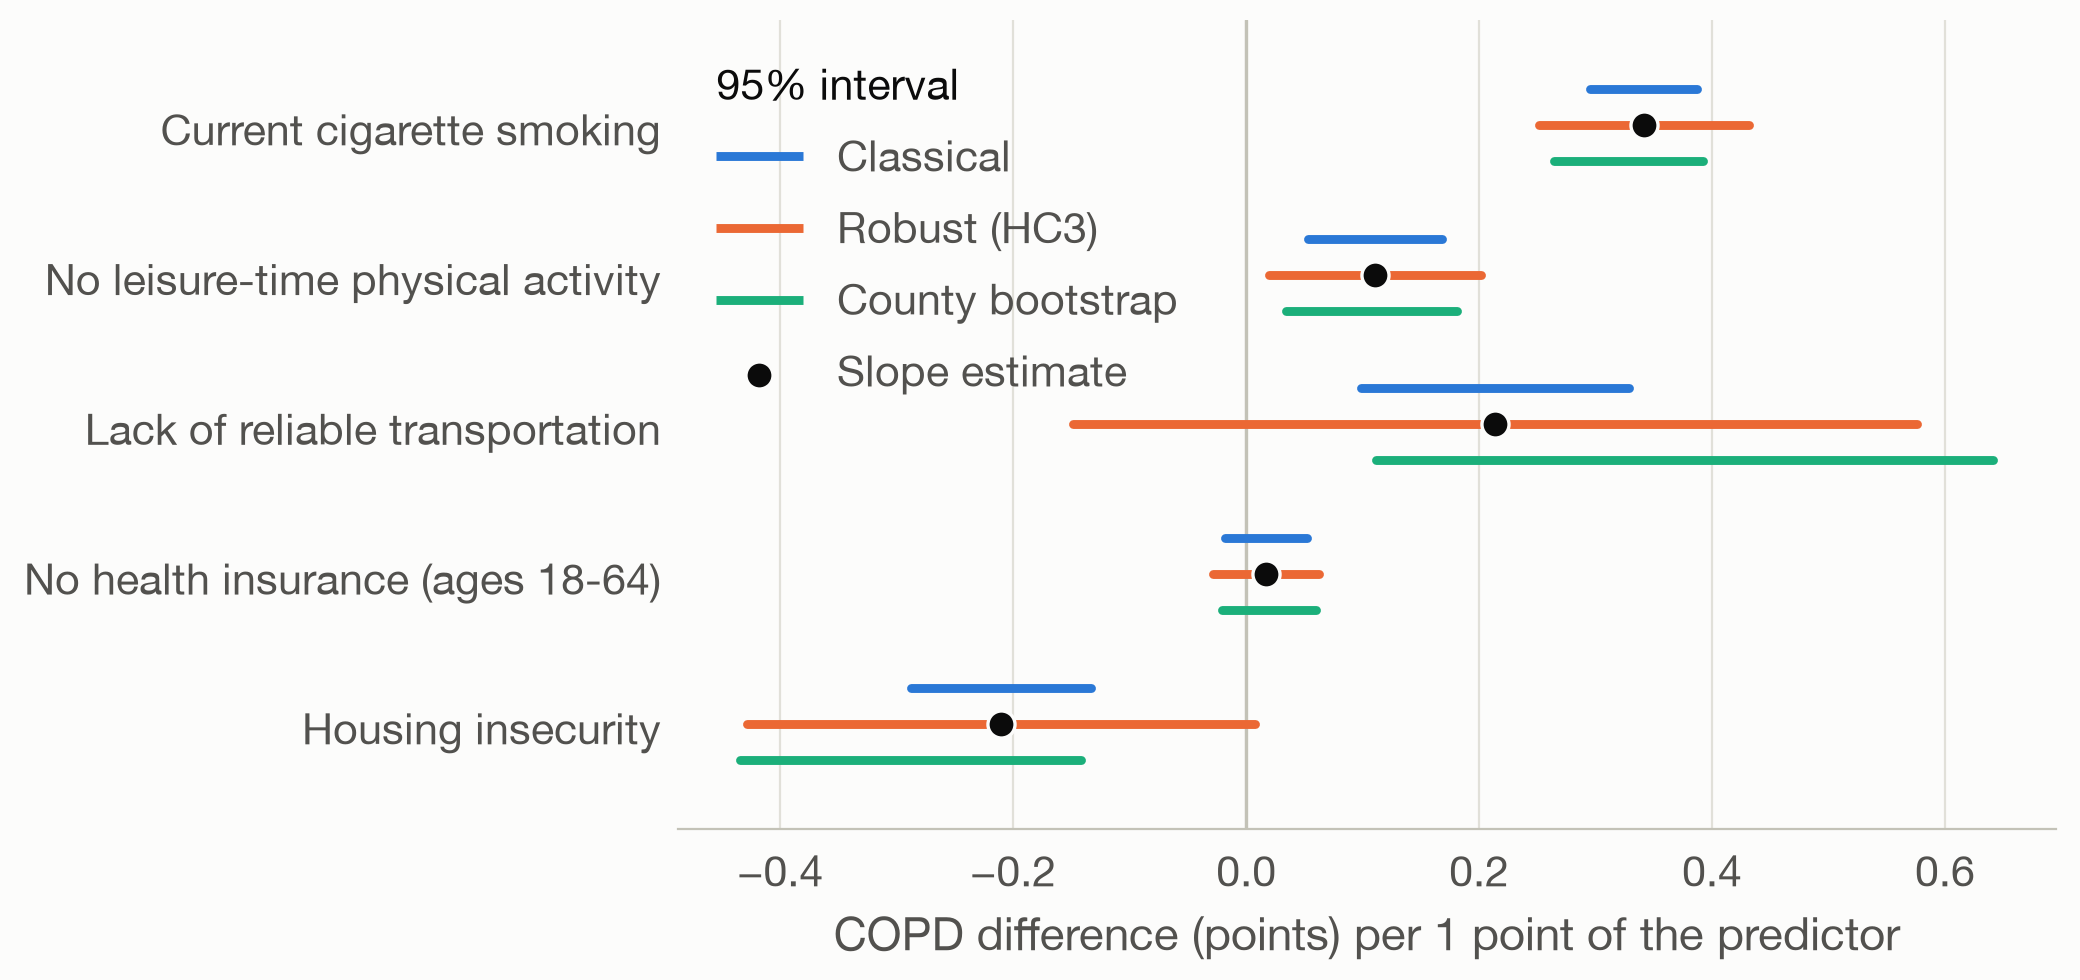 95% interval
Classical
Robust (HC3)
County bootstrap
Slope estimate
Current cigarette smoking
No leisure-time physical activity
Lack of reliable transportation
No health insurance (ages 18-64)
Housing insecurity
−0.4 −0.2 0.0 0.2 0.4 0.6
COPD difference (points) per 1 point of the predictor